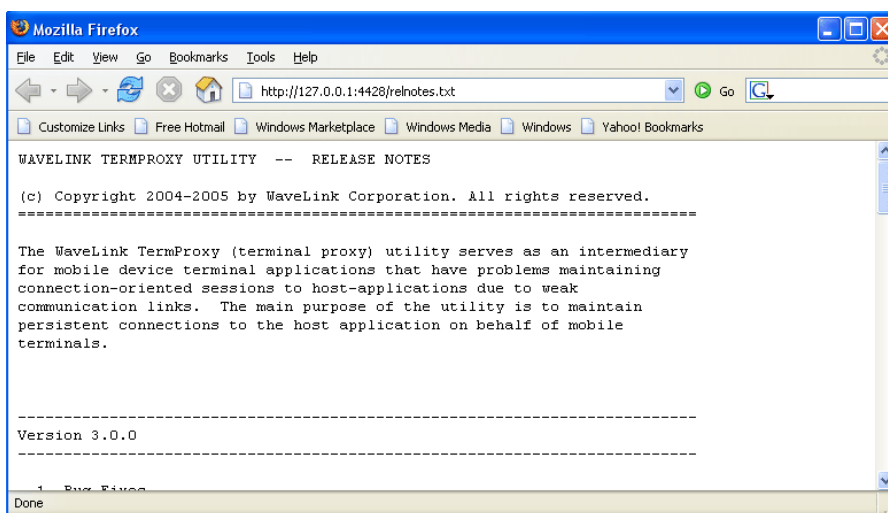 Mozilla Firefox
File Edit View Go Bookmarks Tools Help
http://127.0.0.1:4428/relnotes.txt Go G
Customize Links Free Hotmail Windows Marketplace Windows Media Windows Yahoo! Bookmarks
WAVELINK TERMPROXY UTILITY -- RELEASE NOTES
(c) Copyright 2004-2005 by WaveLink Corporation. All rights reserved.
==========================================================================
The WaveLink TermProxy (terminal proxy) utility serves as an intermediary
for mobile device terminal applications that have problems maintaining
connection-oriented sessions to host-applications due to weak
communication links. The main purpose of the utility is to maintain
persistent connections to the host application on behalf of mobile
terminals.
--------------------------------------------------------------------------
Version 3.0.0
--------------------------------------------------------------------------
1. Bug Fixes
Done